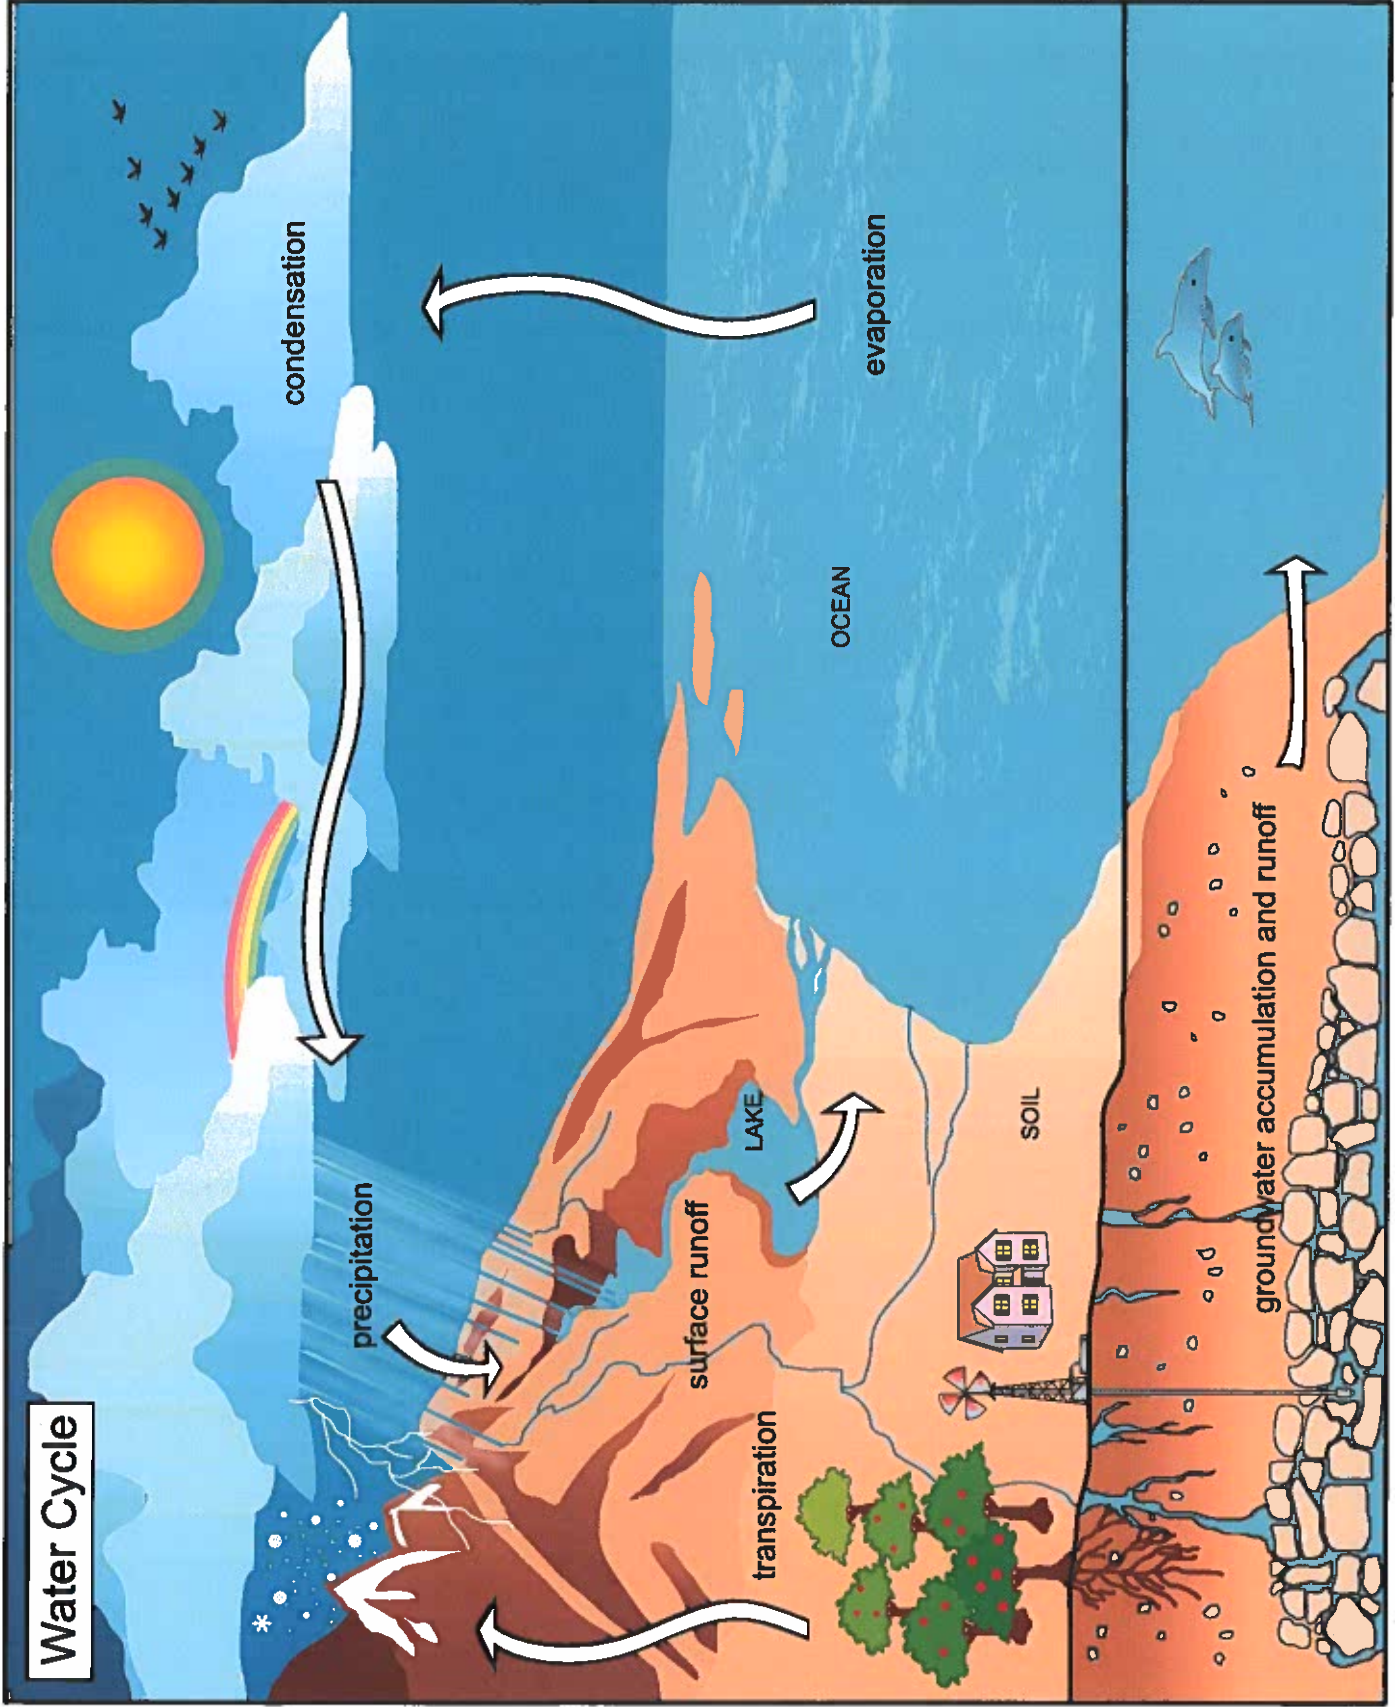 Water Cycle
condensation
precipitation
evaporation
transpiration
surface runoff
LAKE
OCEAN
SOIL
groundwater accumulation and runoff